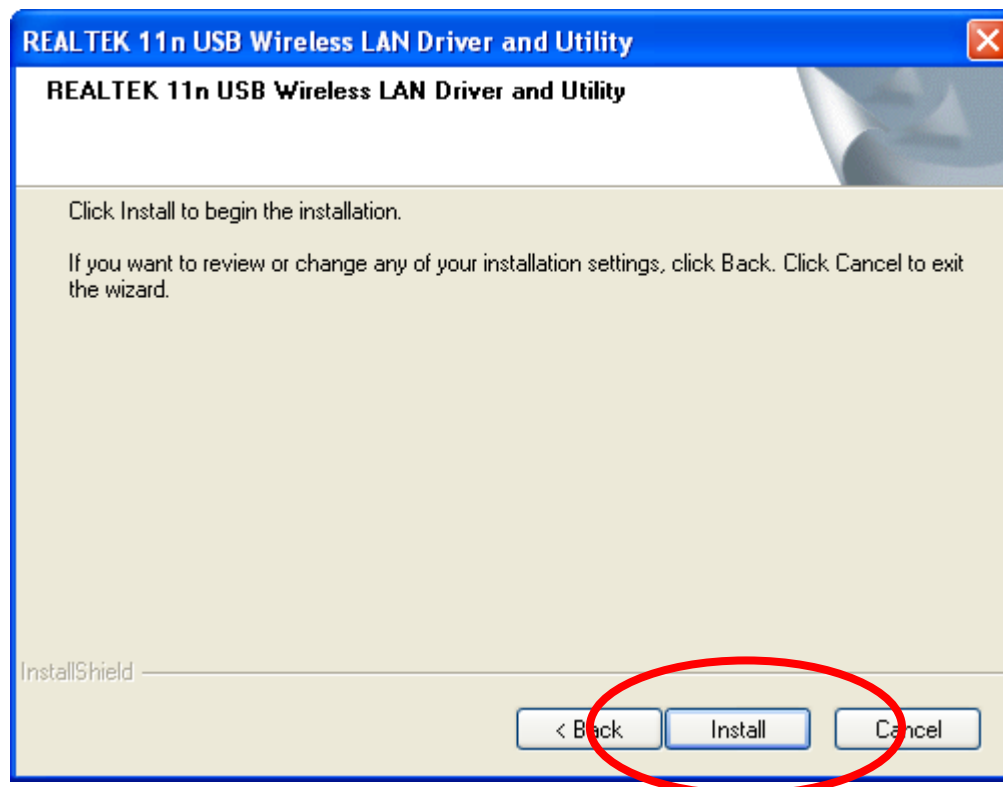 REALTEK 11n USB Wireless LAN Driver and Utility
REALTEK 11n USB Wireless LAN Driver and Utility
Click Install to begin the installation.
If you want to review or change any of your installation settings, click Back. Click Cancel to exit
the wizard.
InstallShield
< Back Install Cancel